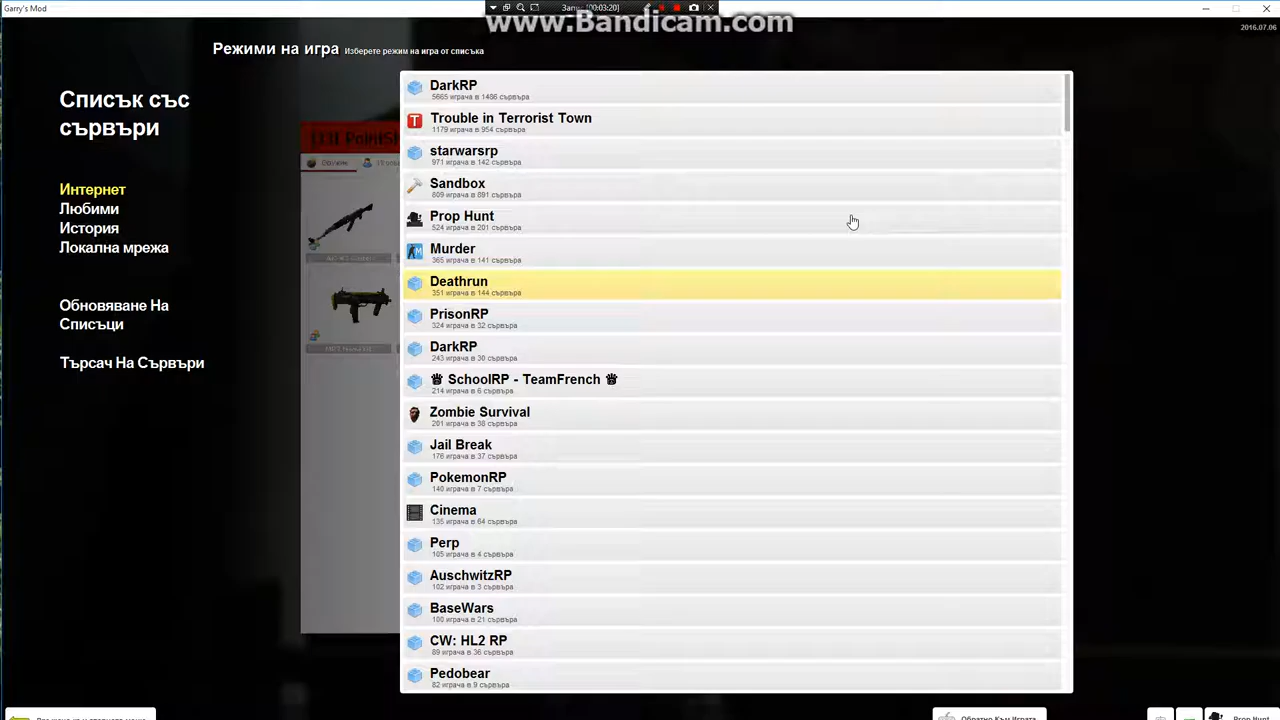 Garry's Mod
[00:03:20]
www.Bandicam.com
2016.07.06
Режими на игра Изберете режим на игра от списъка
Списък със
сървъри
Интернет
Любими
История
Локална мрежа
Обновяване На
Списъци
Търсач На Сървъри
DarkRP
5665 играча в 1486 сървъра
Trouble in Terrorist Town
1179 играча в 954 сървъра
starwarsrp
971 играча в 142 сървъра
Sandbox
809 играча в 891 сървъра
Prop Hunt
524 играча в 201 сървъра
Murder
365 играча в 141 сървъра
Deathrun
351 играча в 144 сървъра
PrisonRP
324 играча в 32 сървъра
DarkRP
243 играча в 30 сървъра
SchoolRP - TeamFrench
214 играча в 6 сървъра
Zombie Survival
201 играча в 38 сървъра
Jail Break
176 играча в 37 сървъра
PokemonRP
140 играча в 7 сървъра
Cinema
135 играча в 64 сървъра
Perp
105 играча в 4 сървъра
AuschwitzRP
102 играча в 3 сървъра
BaseWars
100 играча в 21 сървъра
CW: HL2 RP
89 играча в 36 сървъра
Pedobear
82 играча в 9 сървъра
Обратно Към Играта
Prop Hunt